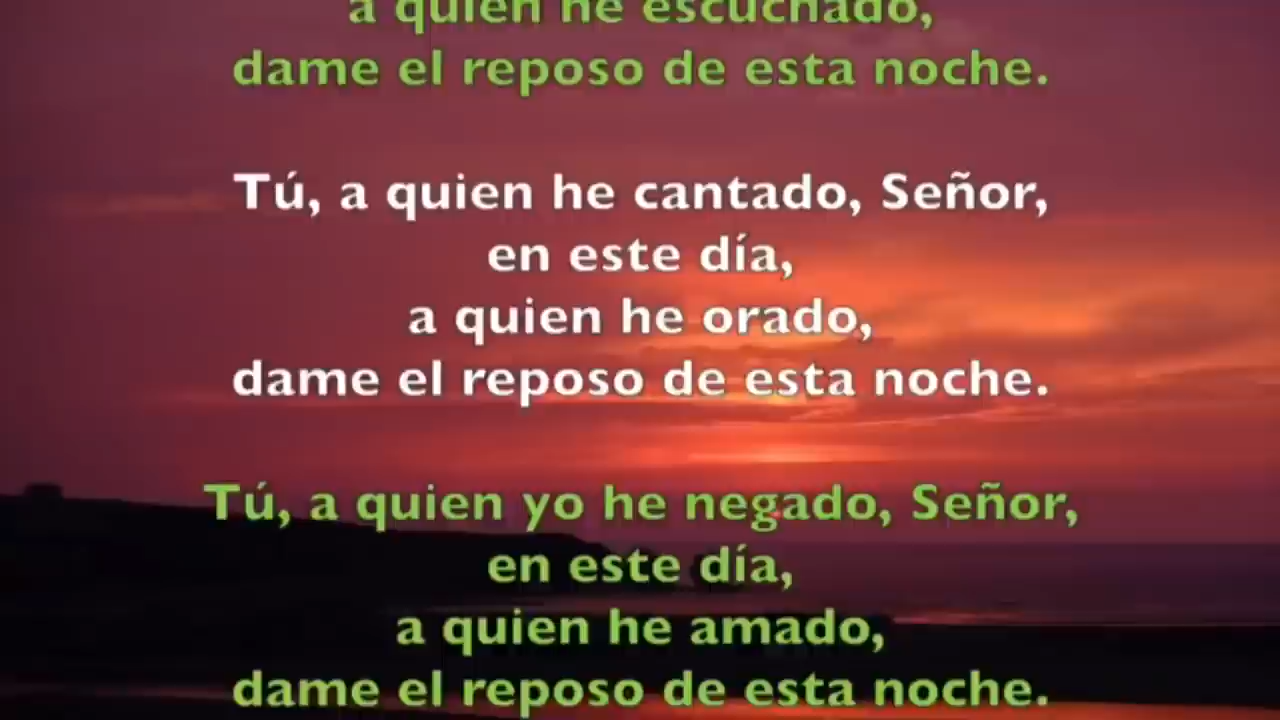 a quien he escuchado,
dame el reposo de esta noche.
Tú, a quien he cantado, Señor,
en este día,
a quien he orado,
dame el reposo de esta noche.
Tú, a quien yo he negado, Señor,
en este día,
a quien he amado,
dame el reposo de esta noche.